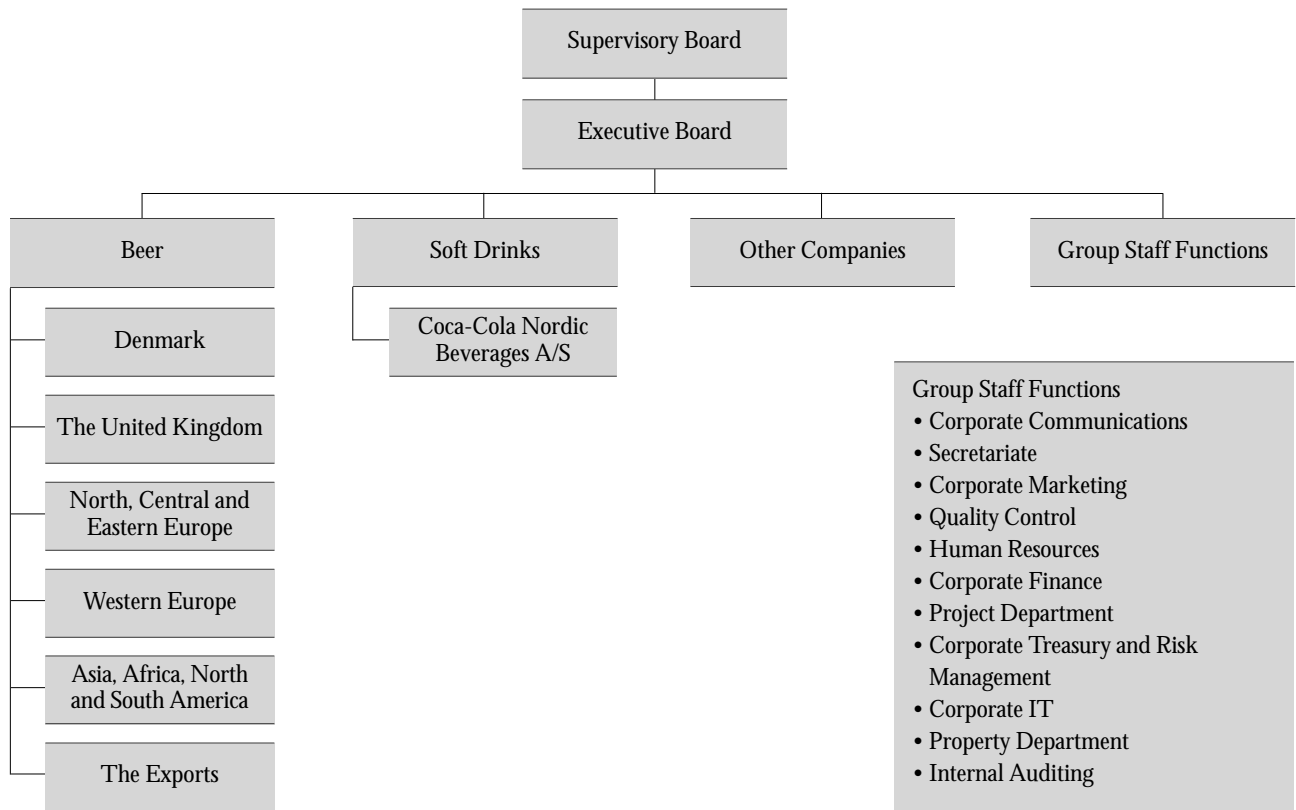 Supervisory Board
Executive Board
Beer
Soft Drinks
Other Companies
Group Staff Functions
Denmark
The United Kingdom
North, Central and
Eastern Europe
Western Europe
Asia, Africa, North
and South America
The Exports
Coca-Cola Nordic
Beverages A/S
Group Staff Functions
• Corporate Communications
• Secretariate
• Corporate Marketing
• Quality Control
• Human Resources
• Corporate Finance
• Project Department
• Corporate Treasury and Risk
Management
• Corporate IT
• Property Department
• Internal Auditing